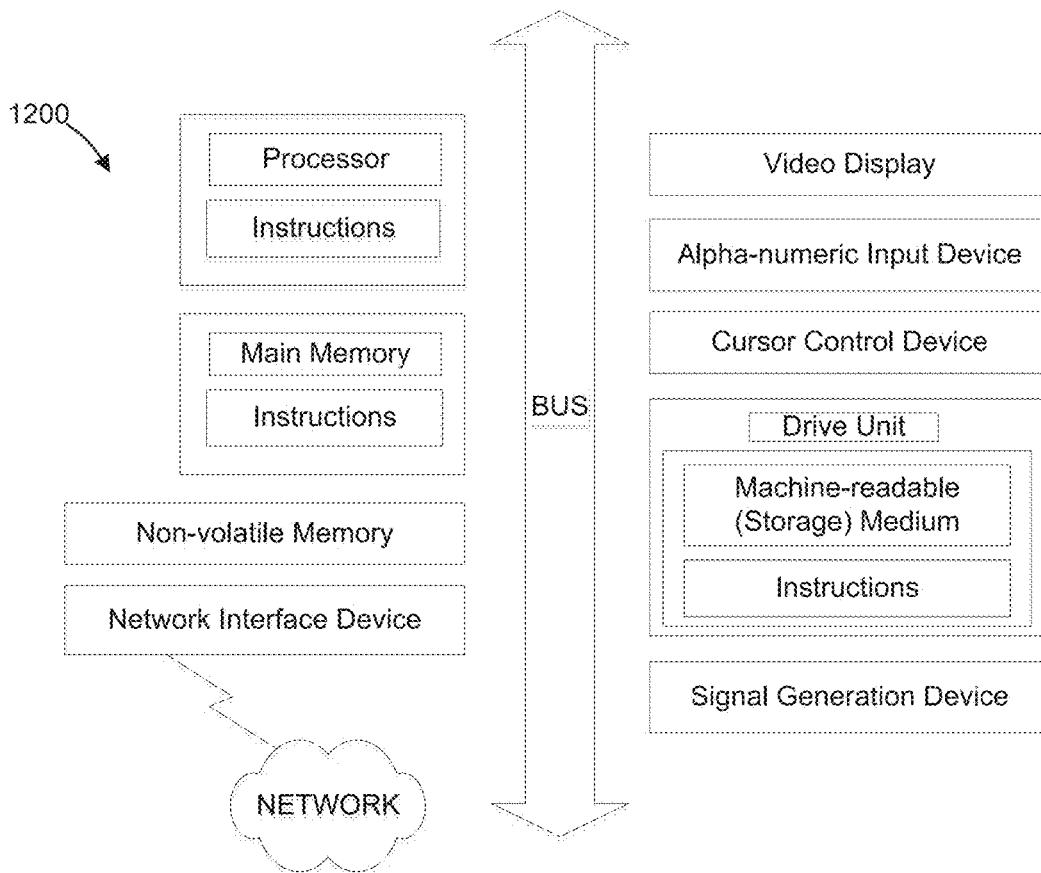 1200
Processor
Instructions
Main Memory
Instructions
Non-volatile Memory
Network Interface Device
NETWORK
BUS
Video Display
Alpha-numeric Input Device
Cursor Control Device
Drive Unit
Machine-readable
(Storage) Medium
Instructions
Signal Generation Device